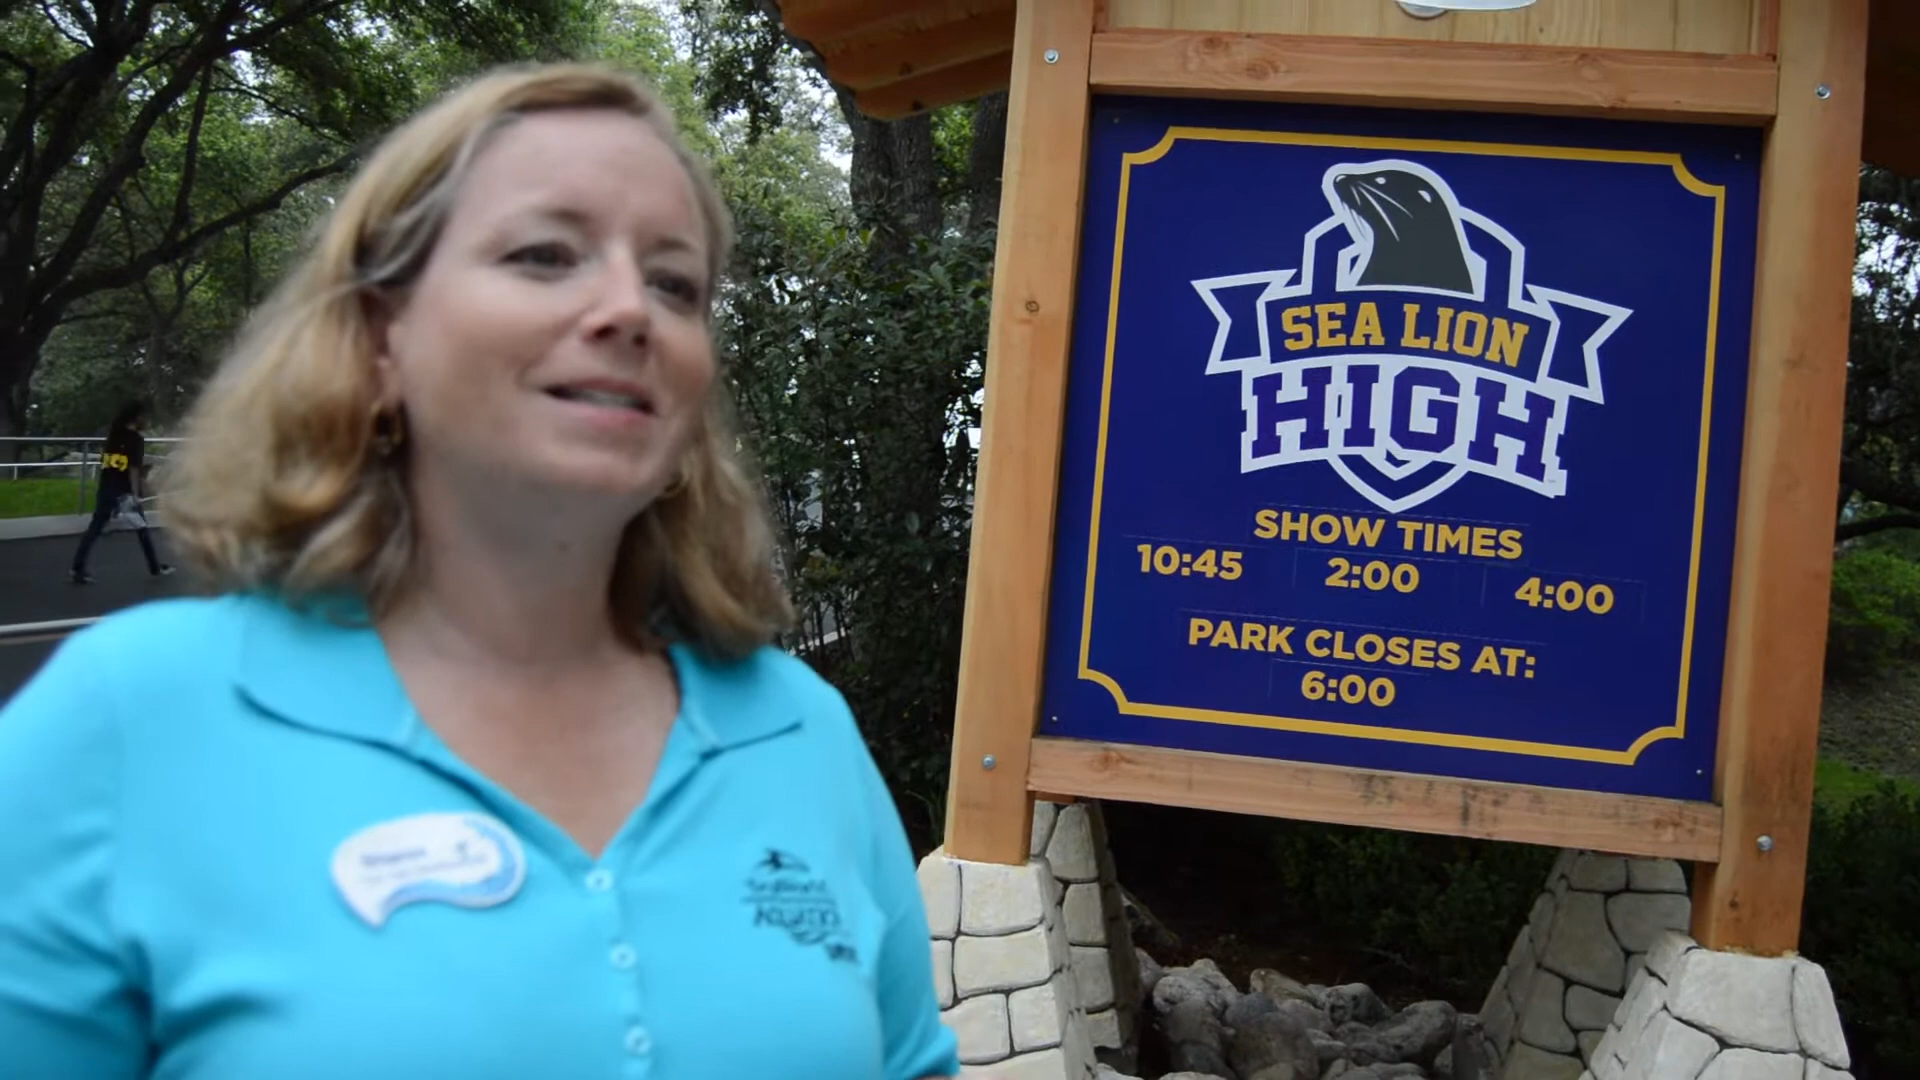 SEA LION
HIGH
SHOW TIMES
10:45 2:00 4:00
PARK CLOSES AT:
6:00